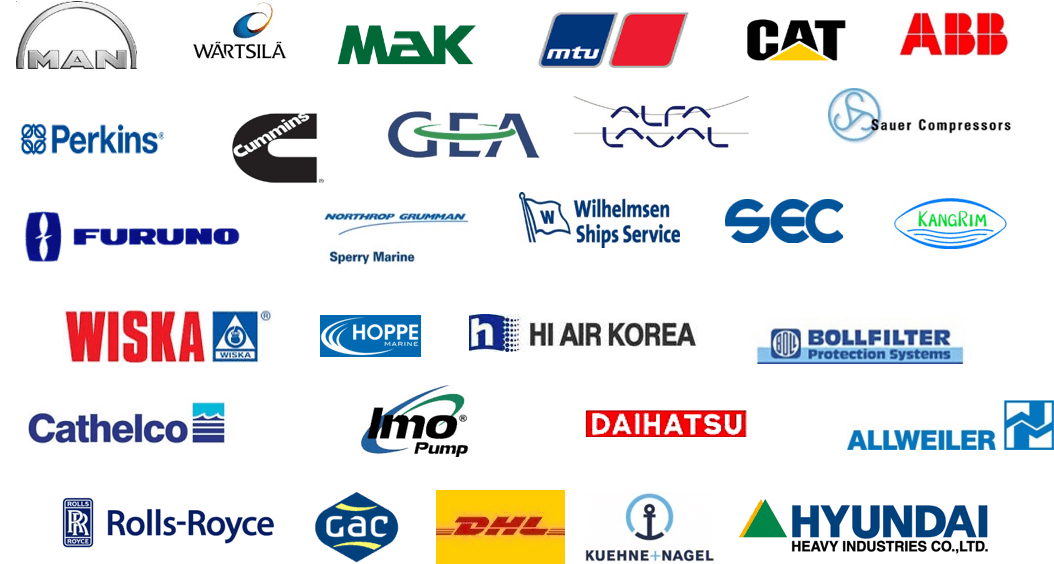 MAN
WÄRTSILÄ
MaK
mtu
CAT
ABB
Perkins®
Cummins®
GEA
ALFA
LAVAL
Sauer Compressors
FURUNO
NORTHROP GRUMMAN
Sperry Marine
W
Wilhelmsen
Ships Service
SEC
KANGRIM
WISKA
WISKA
®
HOPPE
MARINE
h
HI AIR KOREA
BOLL
BOLLFILTER
Protection Systems
Cathelco
Imo®
Pump
DAIHATSU
ALLWEILER
ROLLS
RR
ROYCE
Rolls-Royce
GAC
DHL
KUEHNE+NAGEL
HYUNDAI
HEAVY INDUSTRIES CO.,LTD.